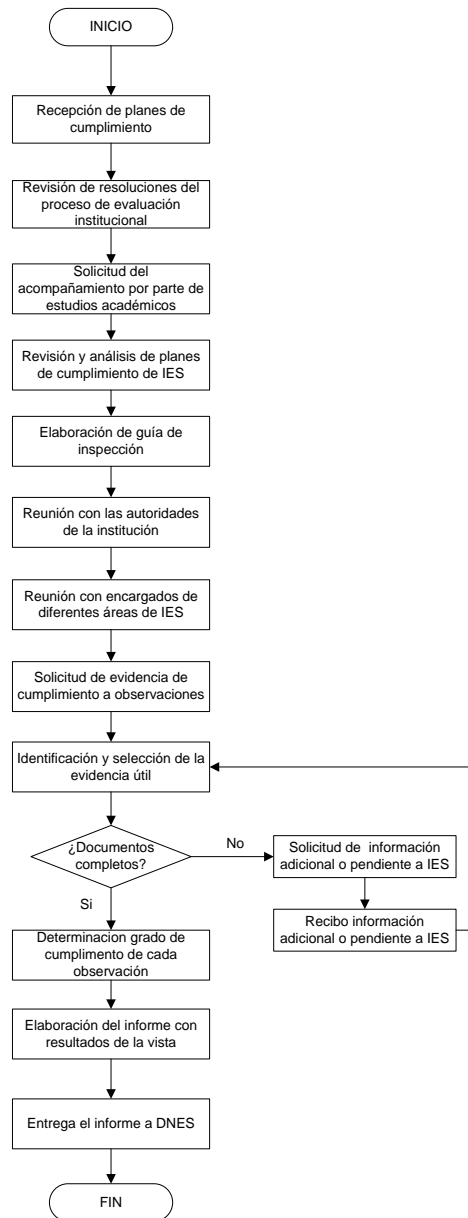 INICIO
Recepción de planes de
cumplimiento
Revisión de resoluciones del
proceso de evaluación
institucional
Solicitud del
acompañamiento por parte de
estudios académicos
Revisión y análisis de planes
de cumplimiento de IES
Elaboración de guía de
inspección
Reunión con las autoridades
de la institución
Reunión con encargados de
diferentes áreas de IES
Solicitud de evidencia de
cumplimiento a observaciones
Identificación y selección de la
evidencia útil
¿Documentos
completos?
No
Solicitud de información
adicional o pendiente a IES
Recibo información
adicional o pendiente a IES
Si
Determinacion grado de
cumplimento de cada
observación
Elaboración del informe con
resultados de la vista
Entrega el informe a DNES
FIN